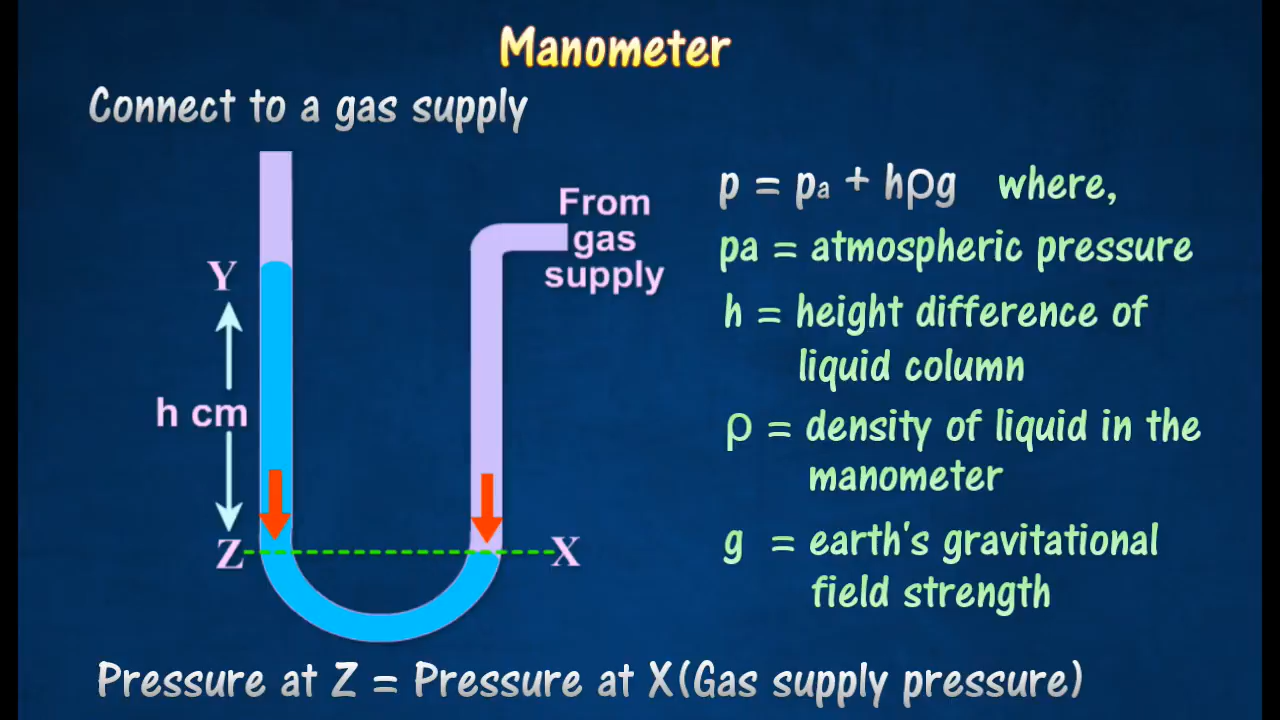 Manometer
Connect to a gas supply
From
gas
supply
Y
h cm
Z
X
p = pa + hρg where,
pa = atmospheric pressure
h = height difference of
liquid column
ρ = density of liquid in the
manometer
g = earth's gravitational
field strength
Pressure at Z = Pressure at X(Gas supply pressure)